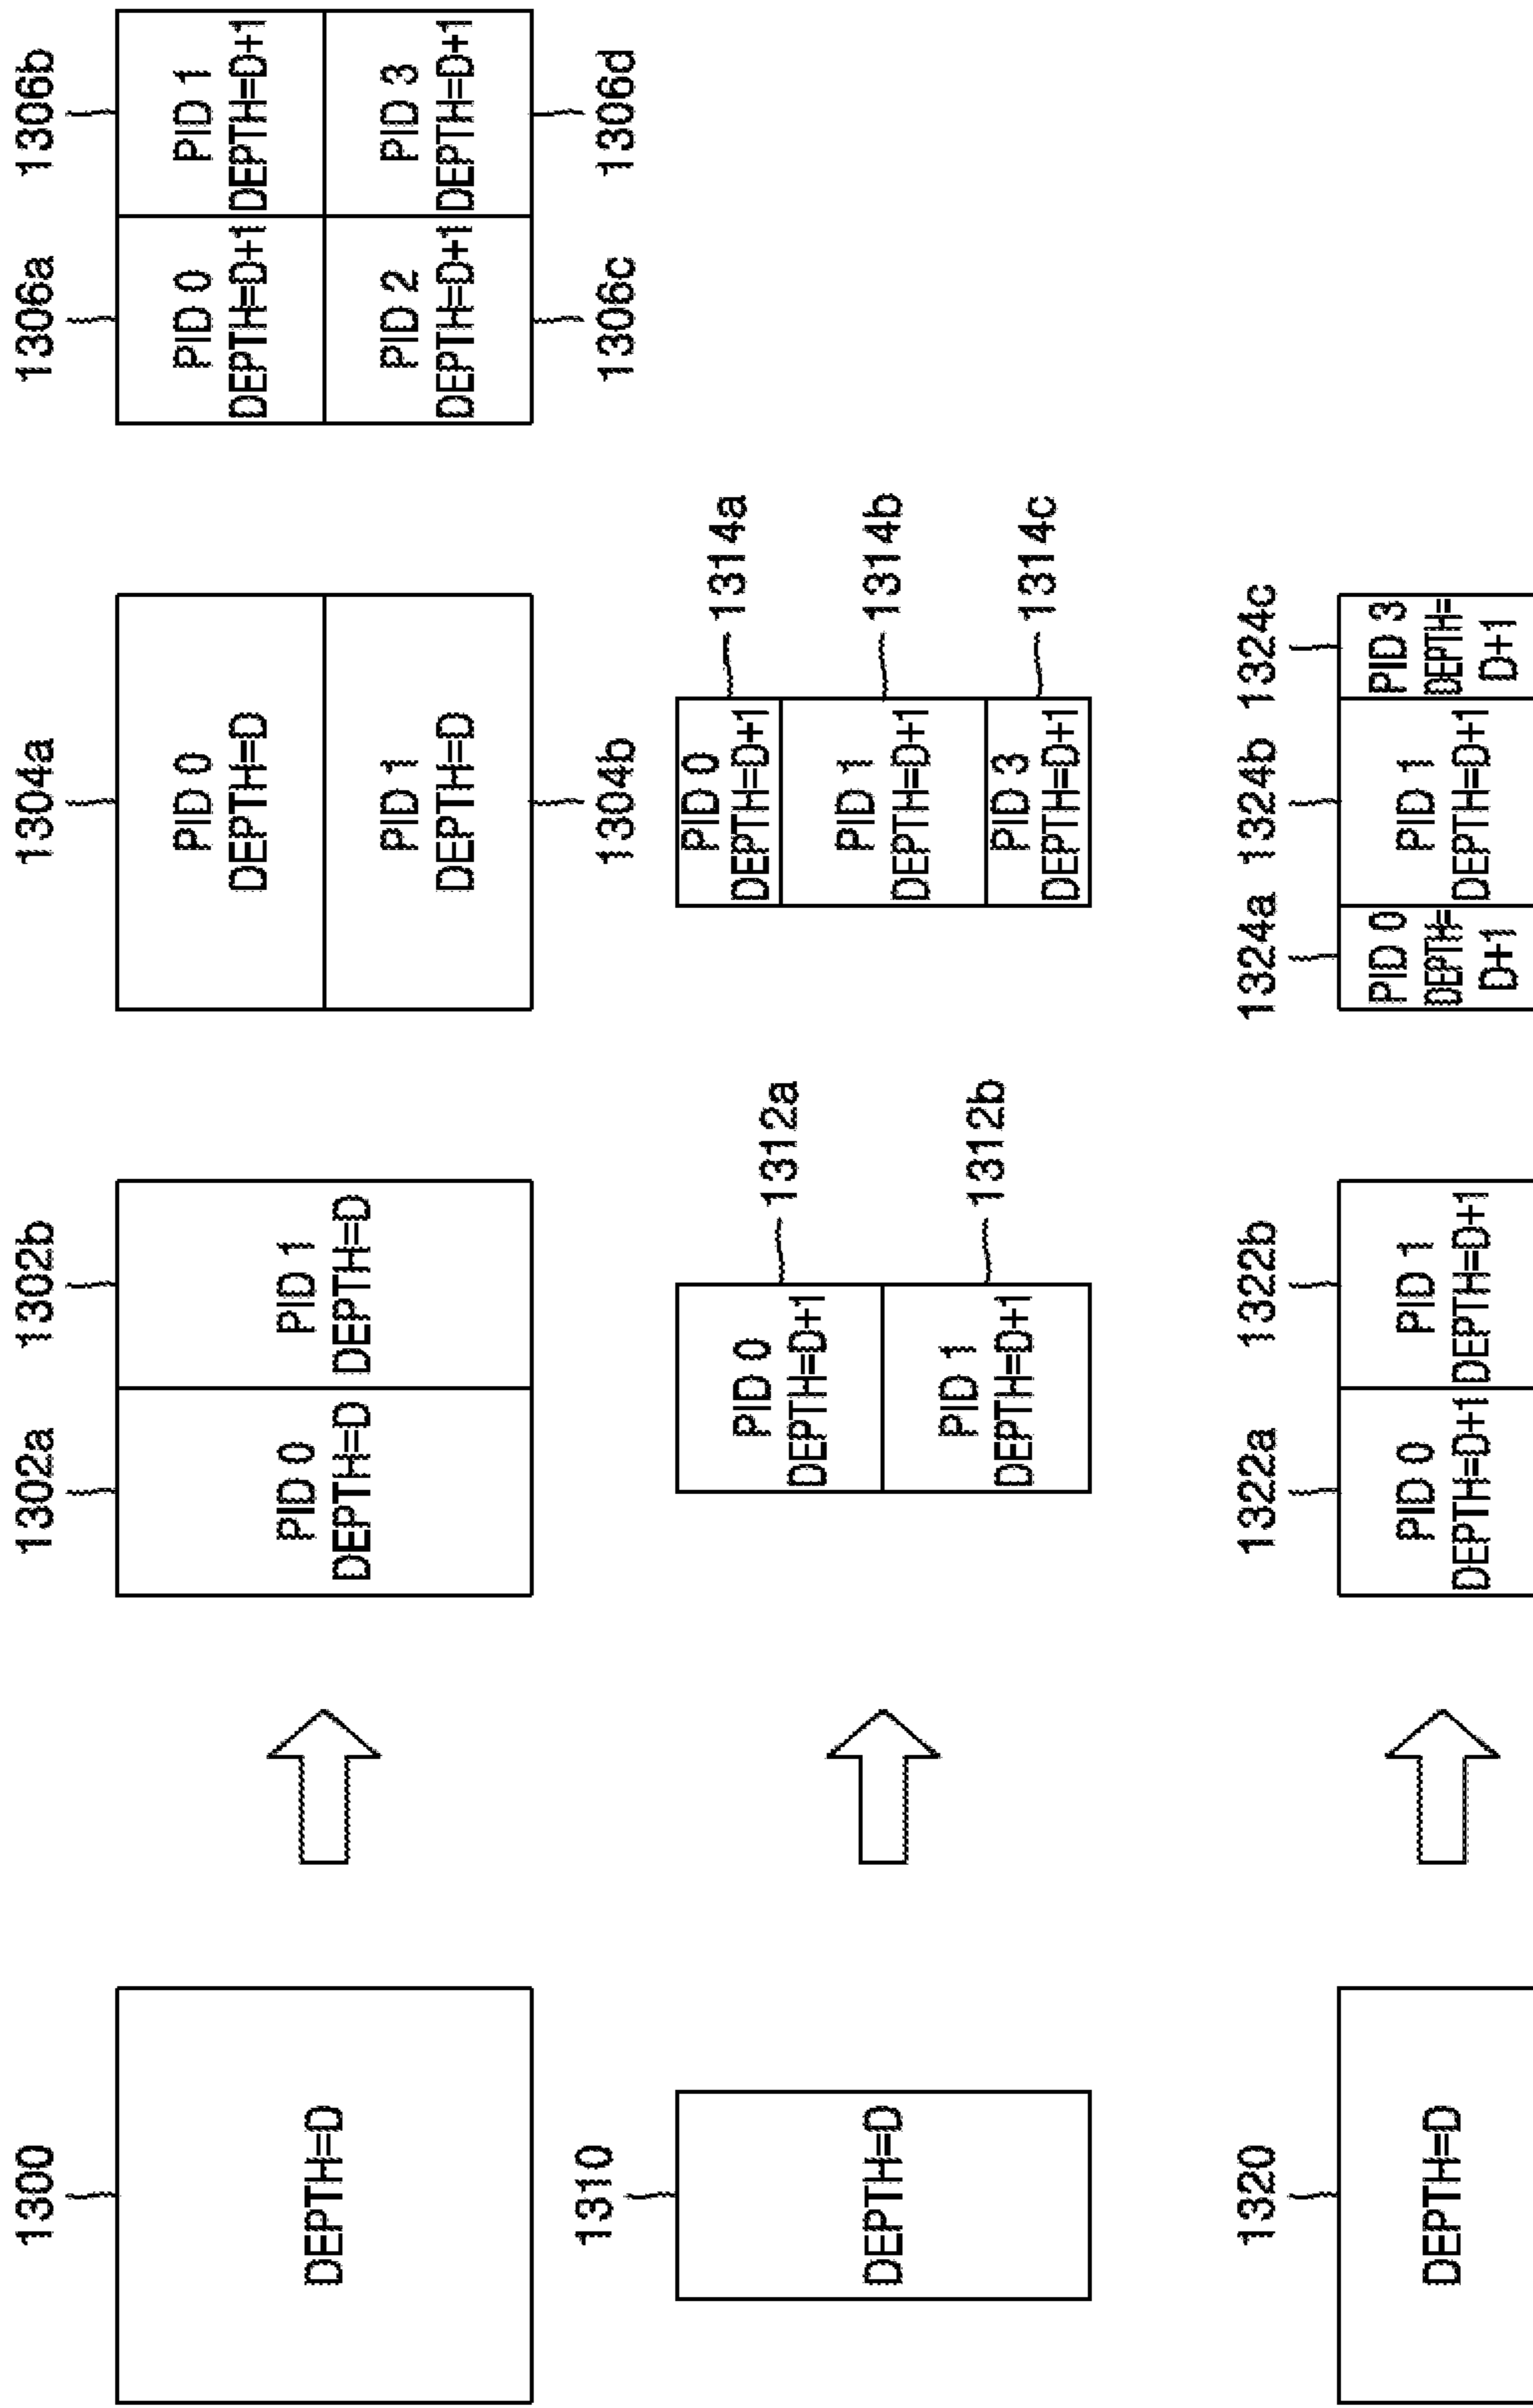 1300
DEPTH=D
1302a
1302b
PID 0
DEPTH=D
PID 1
DEPTH=D
1304a
PID 0
DEPTH=D
PID 1
DEPTH=D
1304b
1306a
1306b
PID 0
DEPTH=D+1
PID 1
DEPTH=D+1
PID 2
DEPTH=D+1
PID 3
DEPTH=D+1
1306c
1306d
1310
DEPTH=D
PID 0
DEPTH=D+1
1312a
PID 1
DEPTH=D+1
1312b
PID 0
DEPTH=D+1
1314a
PID 1
DEPTH=D+1
1314b
PID 3
DEPTH=D+1
1314c
1320
DEPTH=D
1322a
1322b
PID 0
DEPTH=D+1
PID 1
DEPTH=D+1
1324a
1324b
1324c
PID 0
DEPTH=
D+1
PID 1
DEPTH=D+1
PID 3
DEPTH=
D+1